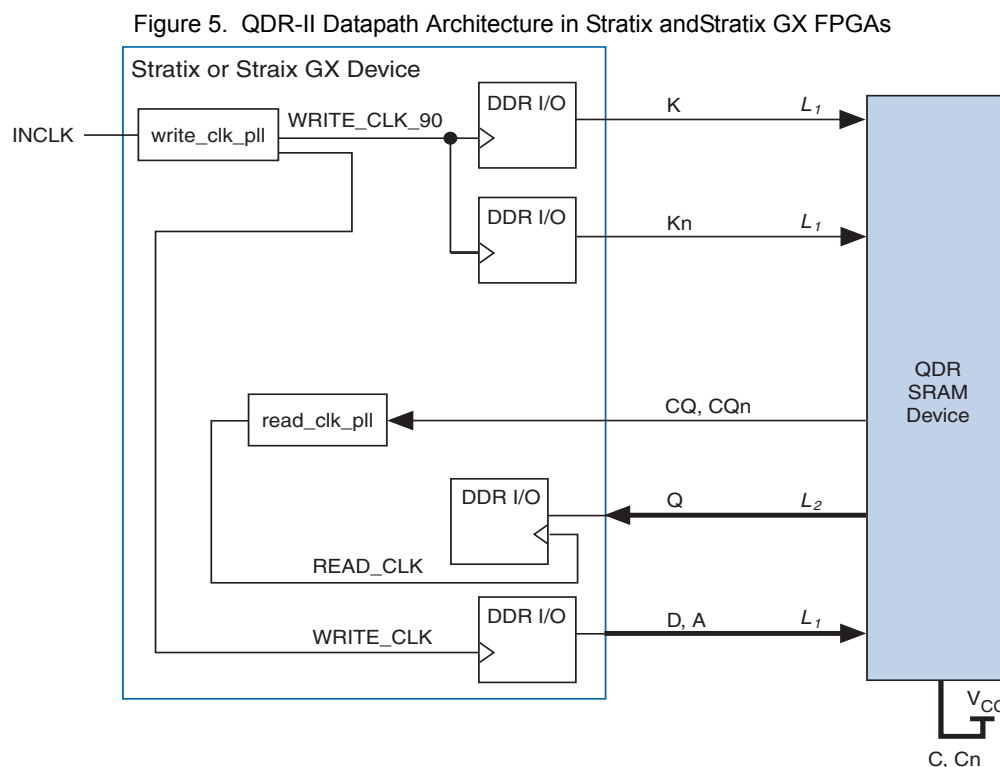 Figure 5. QDR-II Datapath Architecture in Stratix andStratix GX FPGAs
Stratix or Straix GX Device
INCLK
write_clk_pll
WRITE_CLK_90
DDR I/O
K
L1
DDR I/O
Kn
L1
QDR
SRAM
Device
read_clk_pll
CQ, CQn
DDR I/O
Q
L2
READ_CLK
DDR I/O
D, A
L1
WRITE_CLK
VCC
C, Cn